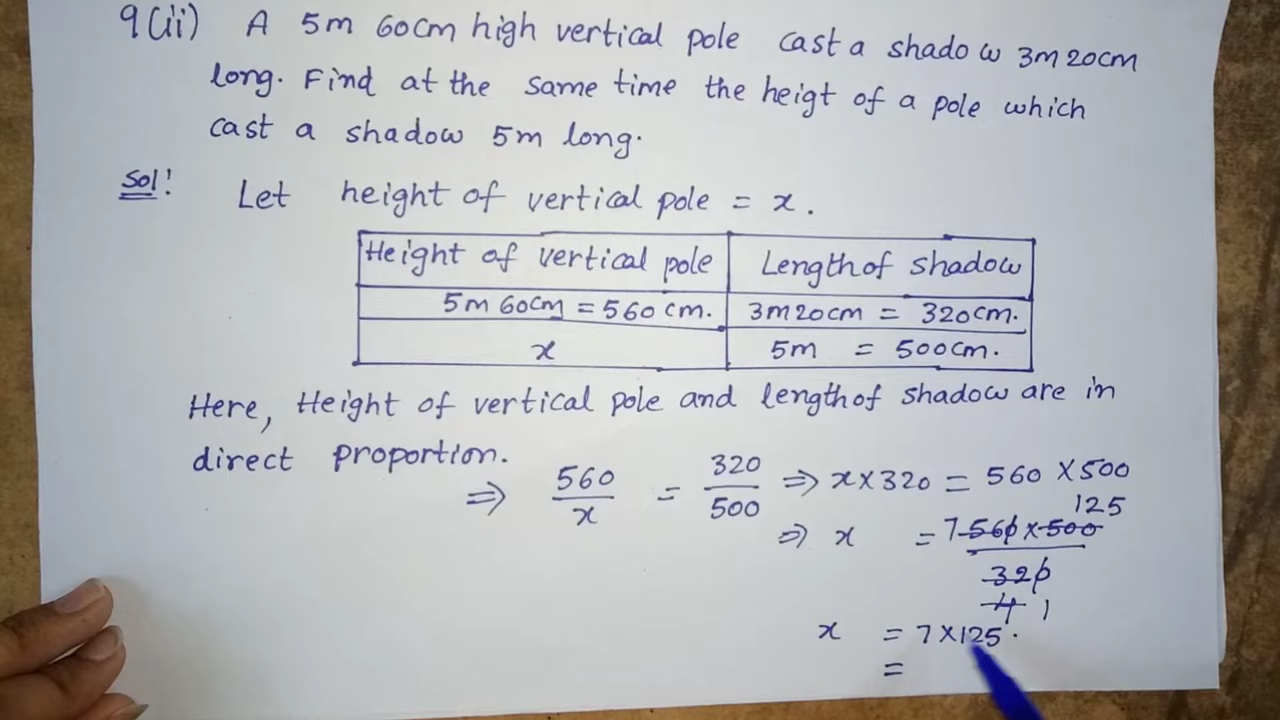 9(ii) A 5m 60cm high vertical pole cast a shadow 3m 20cm
long. Find at the same time the heigt of a pole which
cast a shadow 5m long.
Sol! Let height of vertical pole = x.
Height of vertical pole Length of shadow
5m 60cm = 560 cm. 3m 20cm = 320cm.
x 5m = 500cm.
Here, Height of vertical pole and length of shadow are in
direct proportion.
⇒ 560/x = 320/500 ⇒ x × 320 = 560 × 500
125
⇒ x = 7 560 × 500
320
4 1
x = 7 × 125.
=